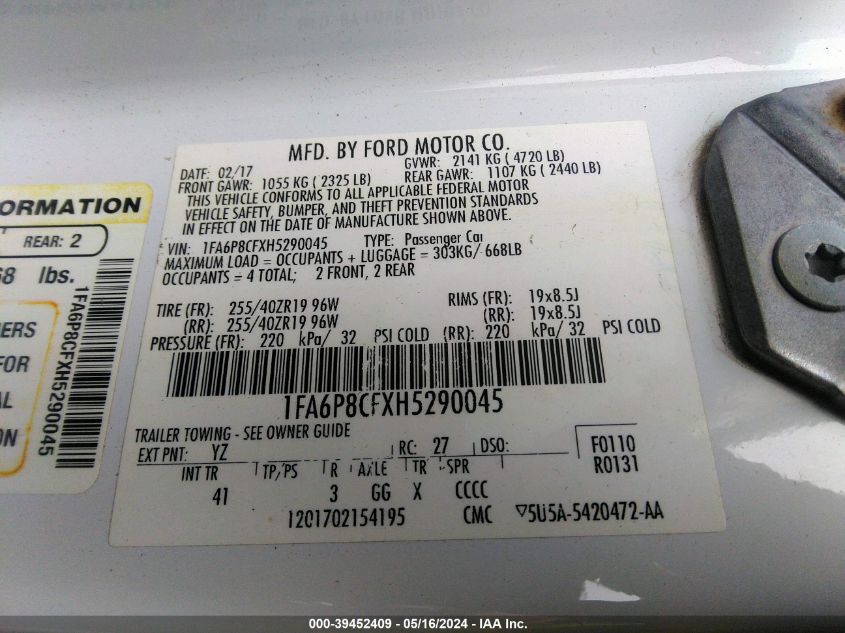 MFD. BY FORD MOTOR CO.
DATE: 02/17
GVWR: 2141 KG ( 4720 LB)
FRONT GAWR: 1055 KG ( 2325 LB)
REAR GAWR: 1107 KG ( 2440 LB)
THIS VEHICLE CONFORMS TO ALL APPLICABLE FEDERAL MOTOR
VEHICLE SAFETY, BUMPER, AND THEFT PREVENTION STANDARDS
IN EFFECT ON THE DATE OF MANUFACTURE SHOWN ABOVE.
VIN: 1FA6P8CFXH5290045 TYPE: Passenger Car
MAXIMUM LOAD = OCCUPANTS + LUGGAGE = 303KG/ 668LB
OCCUPANTS = 4 TOTAL; 2 FRONT, 2 REAR
TIRE (FR): 255/40ZR19 96W RIMS (FR): 19x8.5J
(RR): 255/40ZR19 96W (RR): 19x8.5J
PRESSURE (FR): 220 kPa/ 32 PSI COLD (RR): 220 kPa/ 32 PSI COLD
1FA6P8CFXH5290045
TRAILER TOWING - SEE OWNER GUIDE
EXT PNT: YZ RC: 27 DSO: F0110
R0131
INT TR TP/PS R AXLE TR SPR
41 3 GG X CCCC
1201702154195 CMC ▽5U5A-5420472-AA
ORMATION
REAR: 2
68 lbs.
ERS
FOR
AL
ON
1FA6P8CFXH5290045
000-39452409 - 05/16/2024 - IAA Inc.